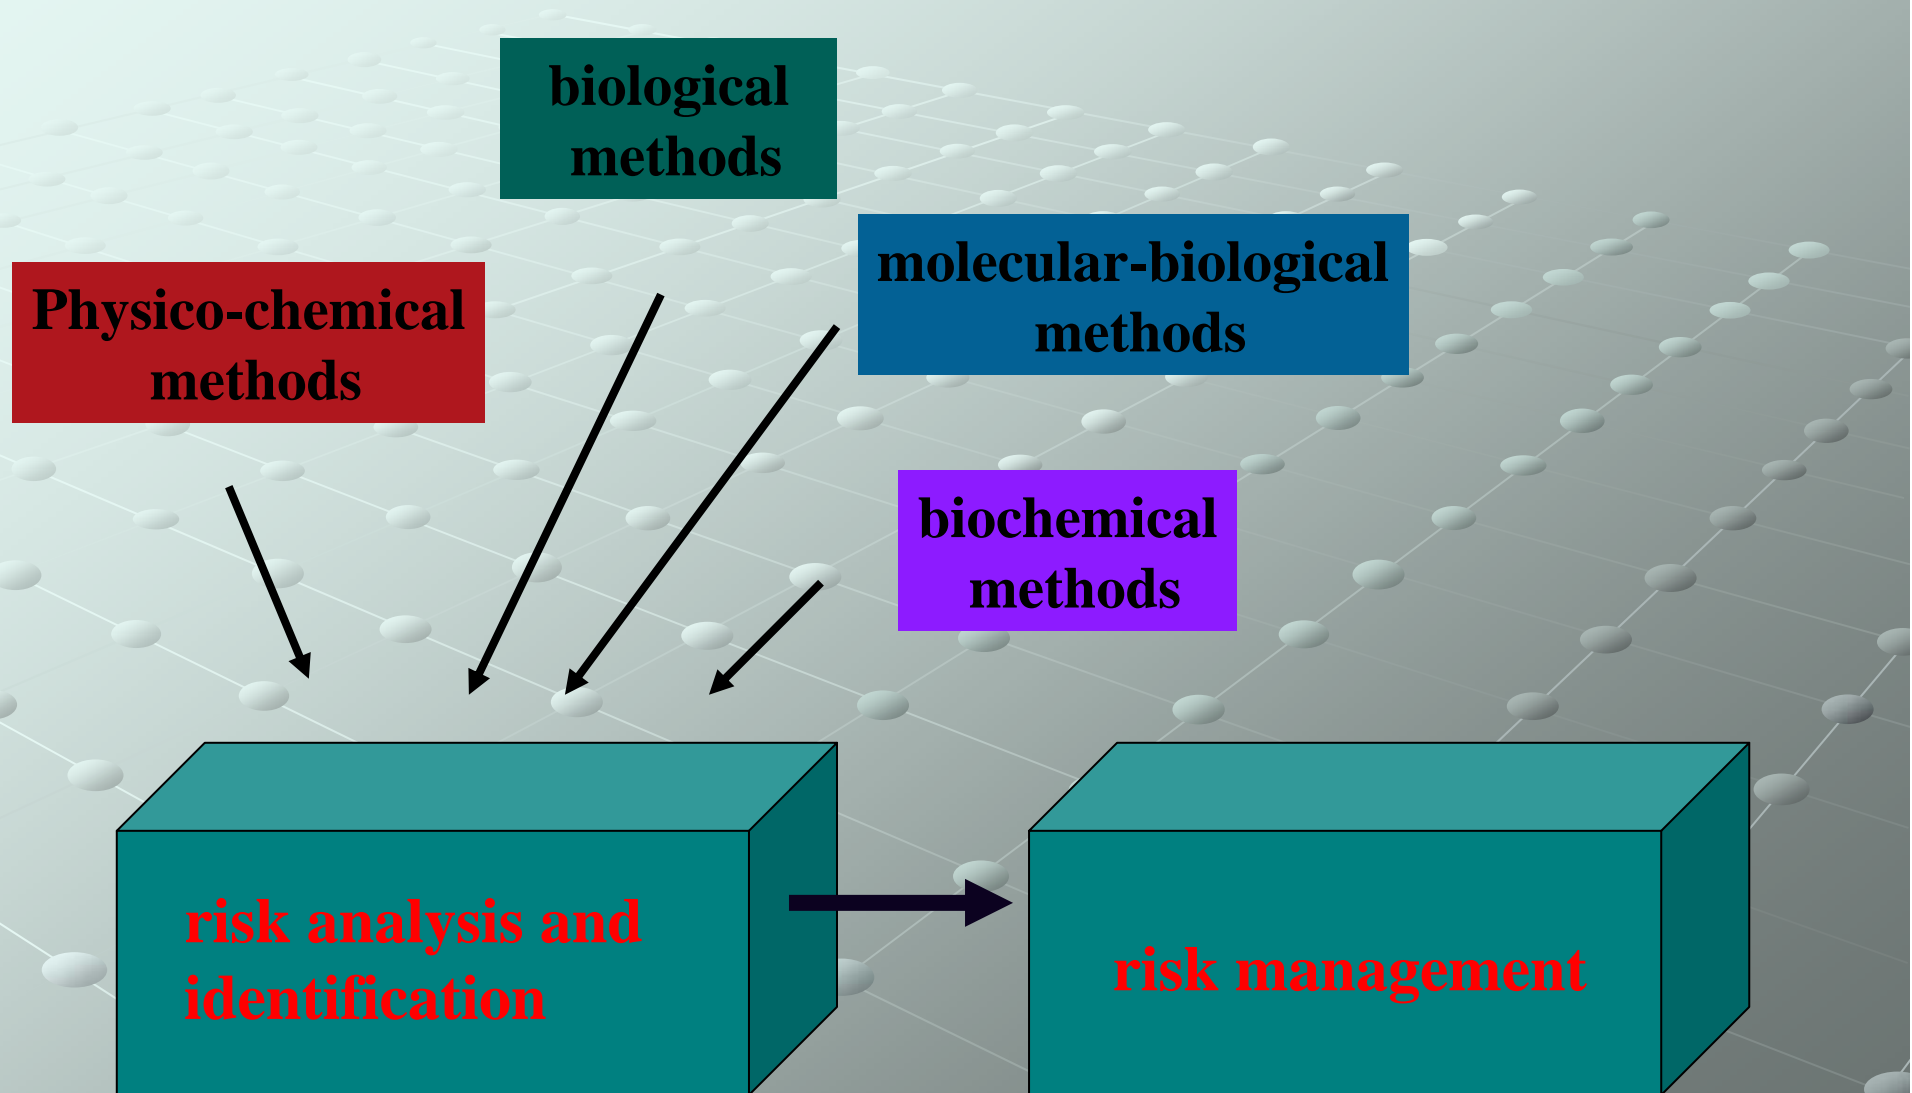 biological
methods
molecular-biological
methods
Physico-chemical
methods
biochemical
methods
risk analysis and
identification
risk management